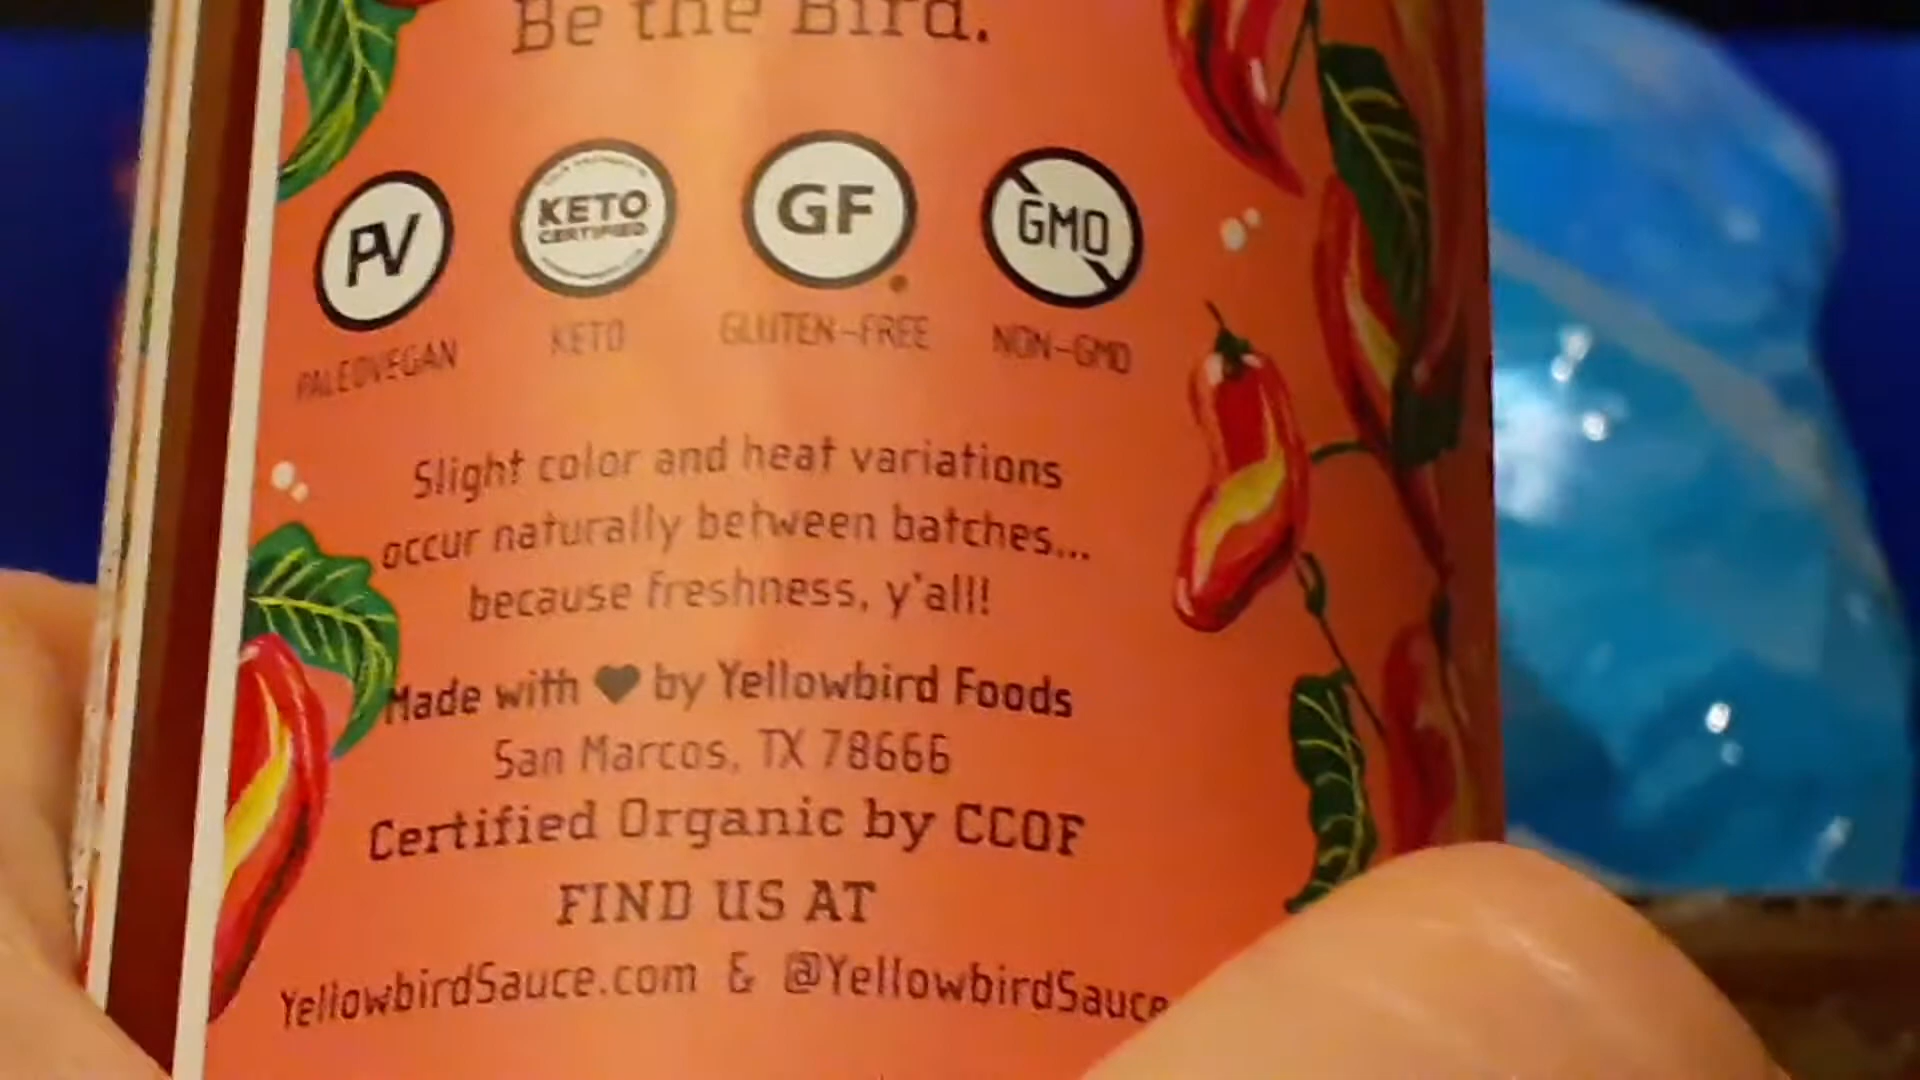 Be the Bird.
PV
KETO
CERTIFIED
GF
GMO
PALEOVEGAN
KETO
GLUTEN-FREE
NON-GMO
Slight color and heat variations
occur naturally between batches...
because freshness, y'all!
Made with ♥ by Yellowbird Foods
San Marcos, TX 78666
Certified Organic by CCOF
FIND US AT
YellowbirdSauce.com & @YellowbirdSauce